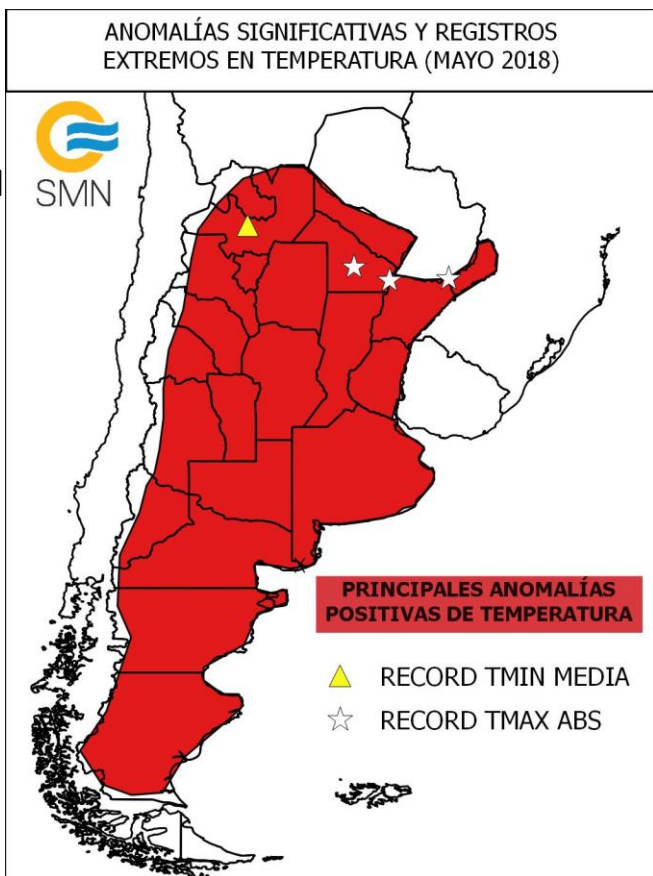 ANOMALÍAS SIGNIFICATIVAS Y REGISTROS
EXTREMOS EN TEMPERATURA (MAYO 2018)
SMN
PRINCIPALES ANOMALÍAS
POSITIVAS DE TEMPERATURA
RECORD TMIN MEDIA
RECORD TMAX ABS